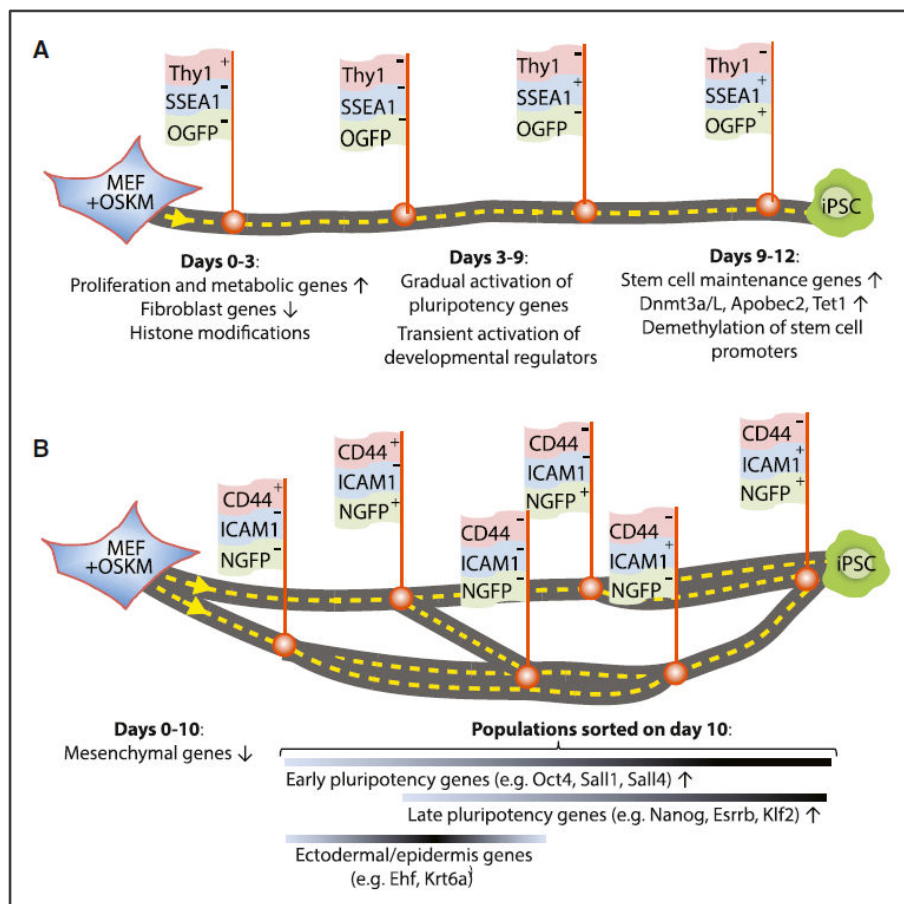 A
Thy1 +
SSEA1 -
OGFP -
Thy1 -
SSEA1 -
OGFP -
Thy1 -
SSEA1 +
OGFP -
Thy1 -
SSEA1 +
OGFP +
MEF
+OSKM
iPSC
Days 0-3:
Proliferation and metabolic genes ↑
Fibroblast genes ↓
Histone modifications
Days 3-9:
Gradual activation of
pluripotency genes
Transient activation of
developmental regulators
Days 9-12:
Stem cell maintenance genes ↑
Dnmt3a/L, Apobec2, Tet1 ↑
Demethylation of stem cell
promoters
B
CD44 +
ICAM1 -
NGFP -
CD44 +
ICAM1 -
NGFP +
CD44 -
ICAM1 -
NGFP -
CD44 -
ICAM1 -
NGFP +
CD44 -
ICAM1 +
NGFP -
CD44 -
ICAM1 +
NGFP +
MEF
+OSKM
iPSC
Days 0-10:
Mesenchymal genes ↓
Populations sorted on day 10:
Early pluripotency genes (e.g. Oct4, Sall1, Sall4) ↑
Late pluripotency genes (e.g. Nanog, Esrrb, Klf2) ↑
Ectodermal/epidermis genes
(e.g. Ehf, Krt6a)